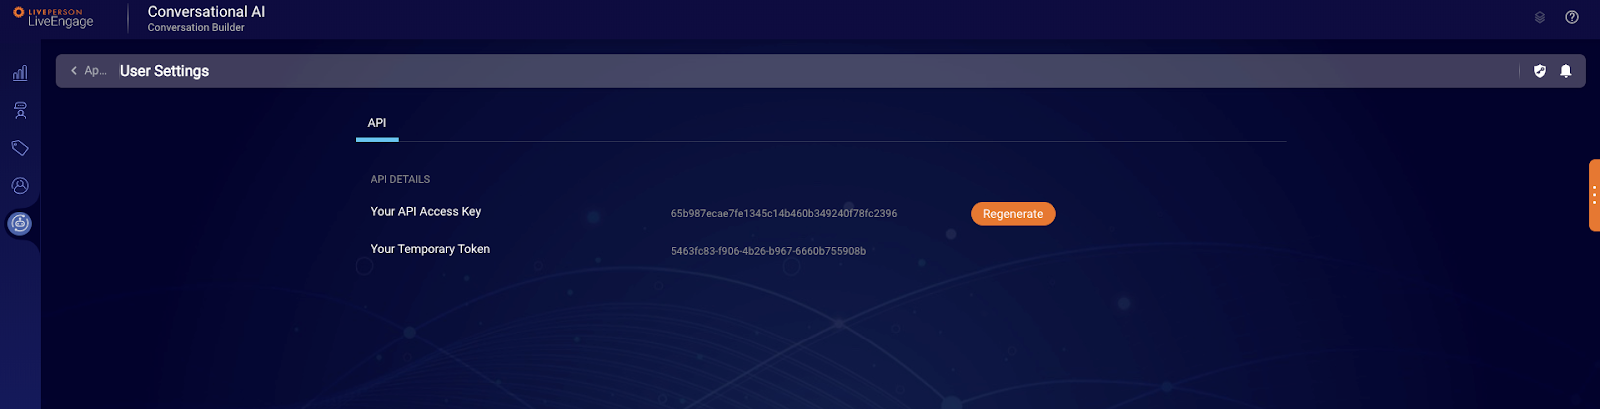 LIVEPERSON
LiveEngage
Conversational AI
Conversation Builder
Ap... User Settings
API
API DETAILS
Your API Access Key 65b987ecae7fe1345c14b460b349240f78fc2396 Regenerate
Your Temporary Token 5463fc83-f906-4b26-b967-6660b755908b